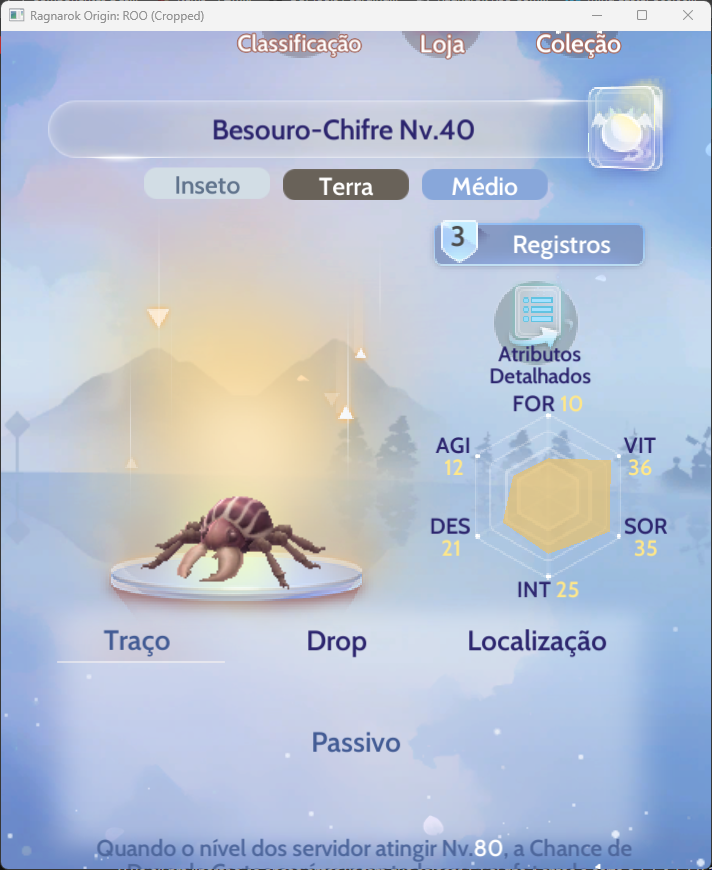 Ragnarok Origin: ROO (Cropped)
Classificação
Loja
Coleção
Besouro-Chifre Nv.40
Inseto
Terra
Médio
3
Registros
Atributos
Detalhados
FOR 10
AGI
12
VIT
36
DES
21
SOR
35
INT 25
Traço
Drop
Localização
Passivo
Quando o nível dos servidor atingir Nv.80, a Chance de